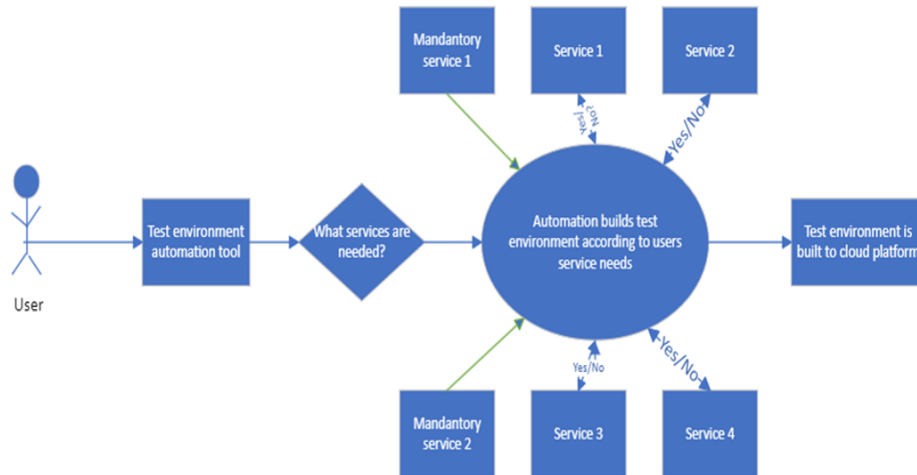 Mandantory
service 1
Service 1
Service 2
Yes/
No?
Yes/No
User
Test environment
automation tool
What services are
needed?
Automation builds test
environment according to users
service needs
Test environment is
built to cloud platform
Yes/No
Yes/No
Mandantory
service 2
Service 3
Service 4